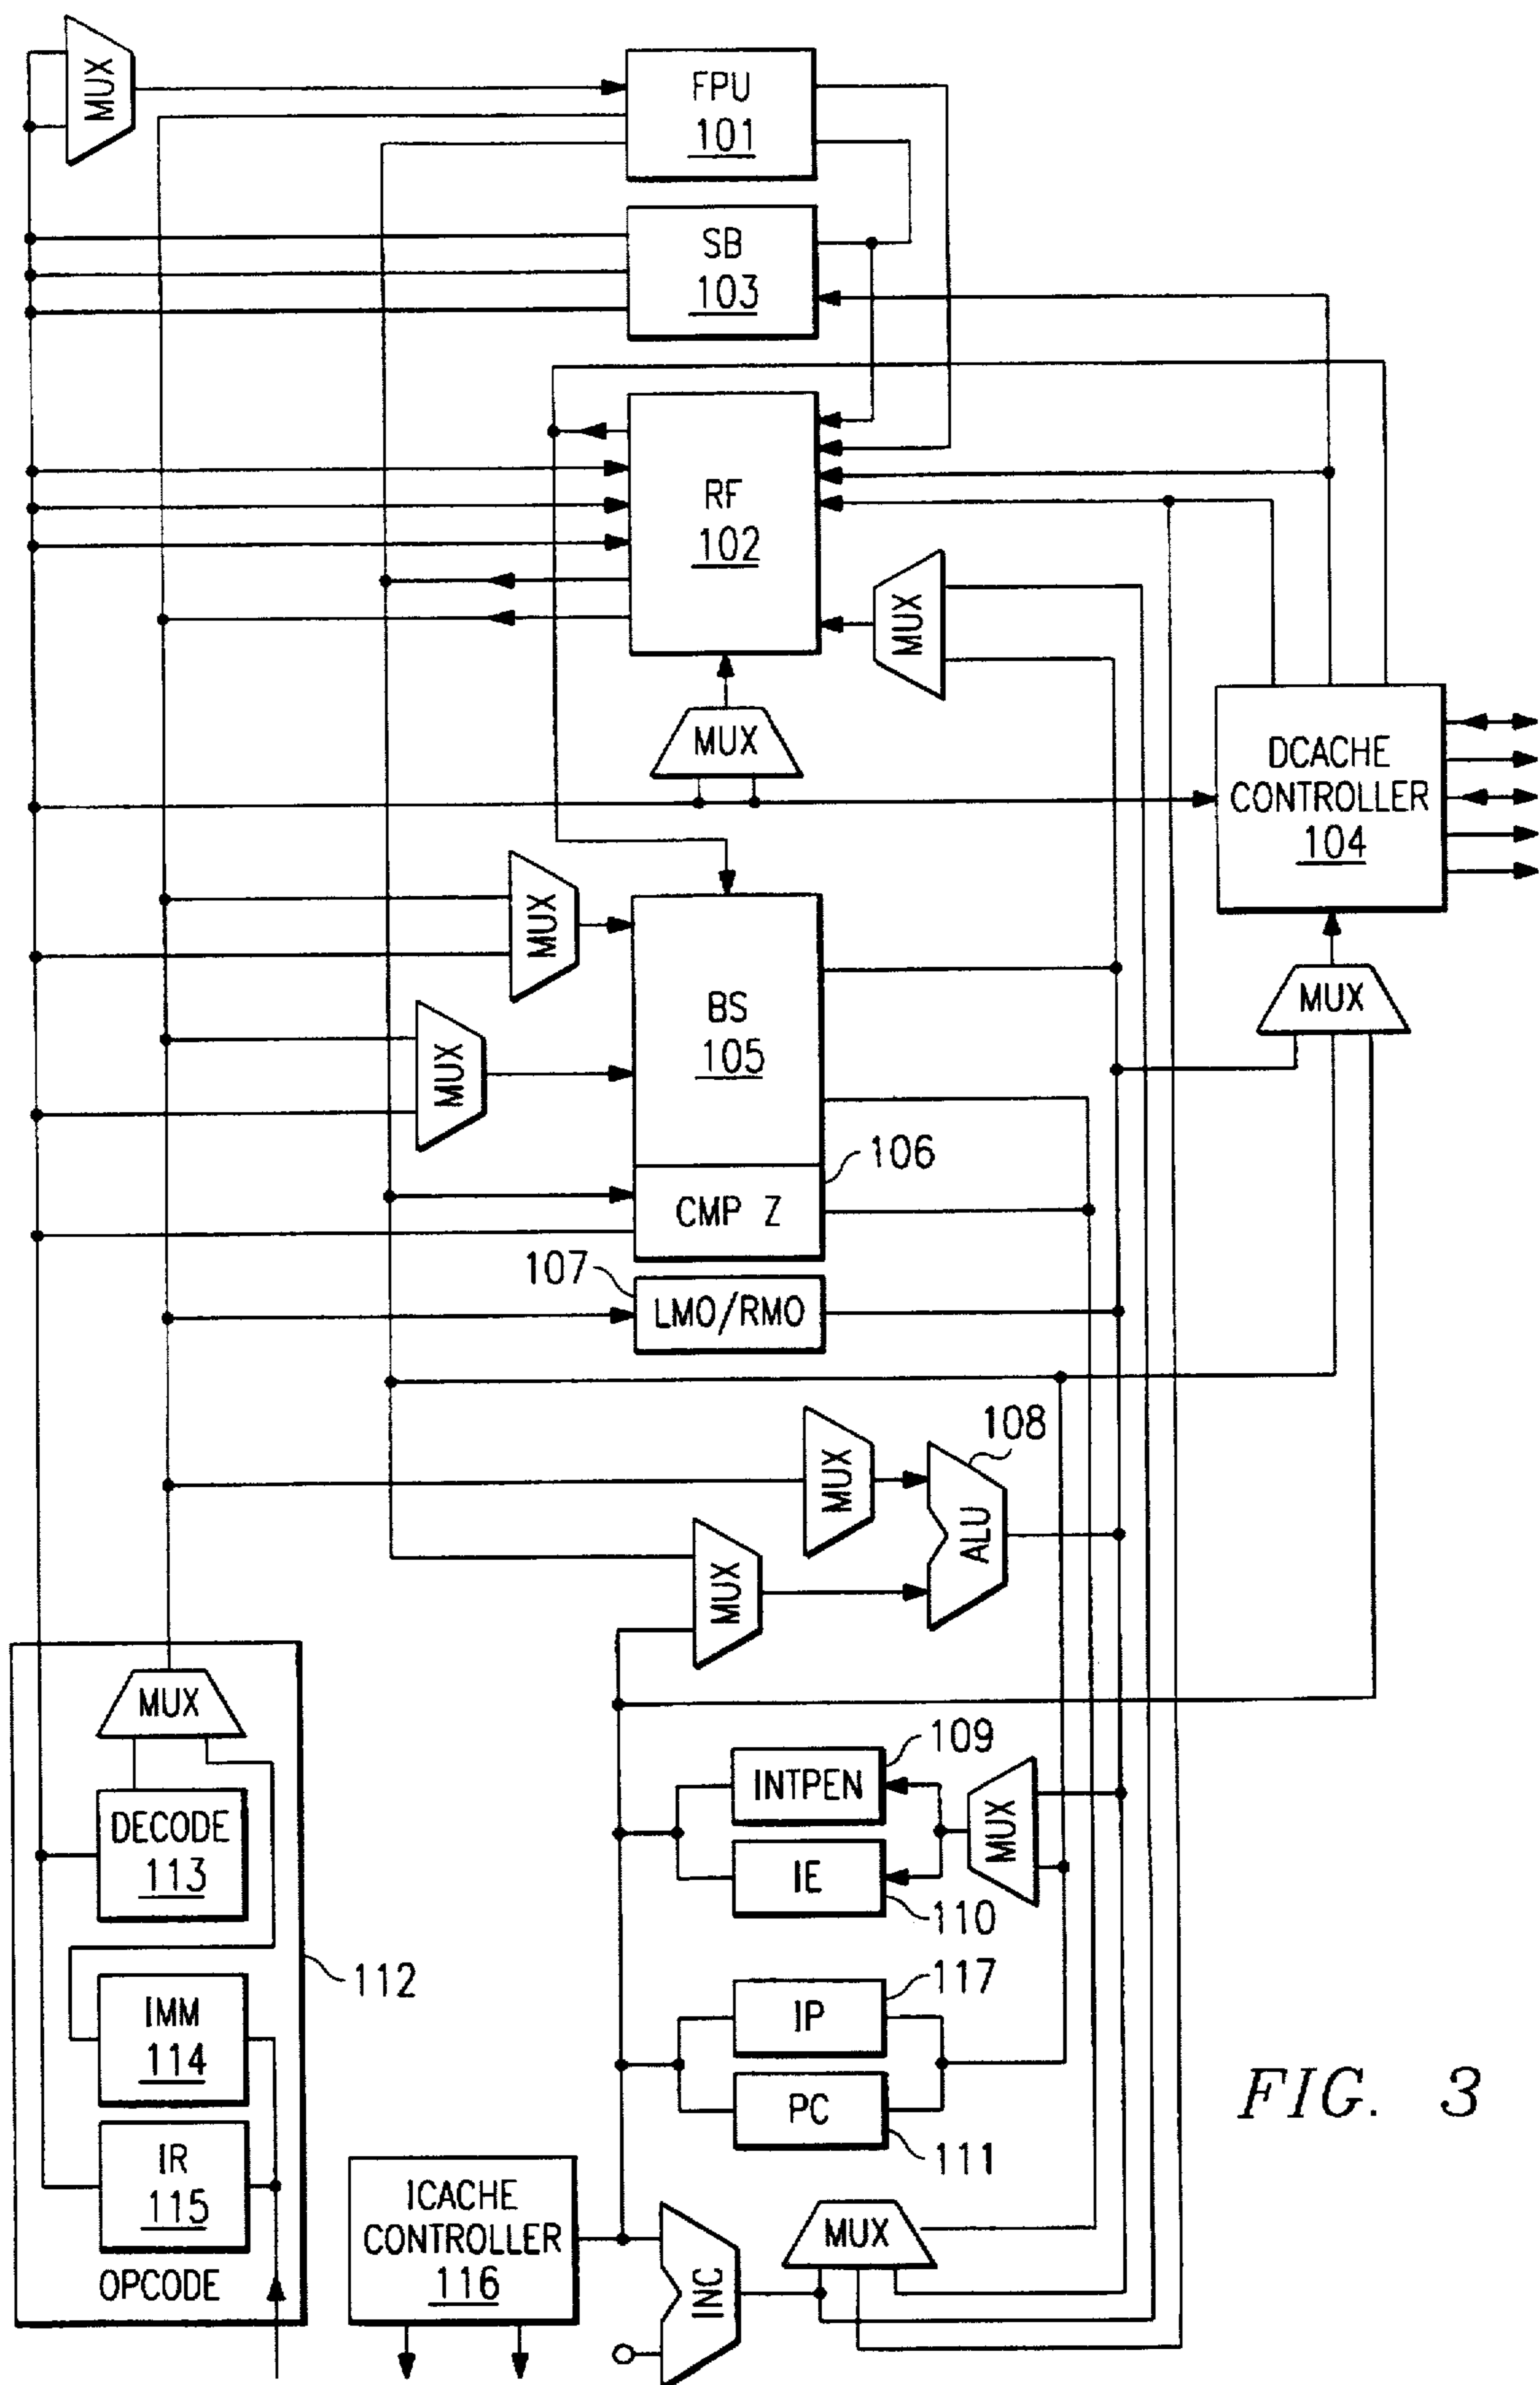 MUX
FPU
101
SB
103
RF
102
MUX
MUX
DCACHE
CONTROLLER
104
MUX
BS
105
MUX
MUX
106
CMP Z
107
LMO/RMO
108
MUX
ALU
MUX
MUX
109
INTPEN
MUX
DECODE
113
IE
110
112
117
IMM
114
IP
FIG. 3
PC
111
IR
115
ICACHE
CONTROLLER
116
MUX
OPCODE
INC